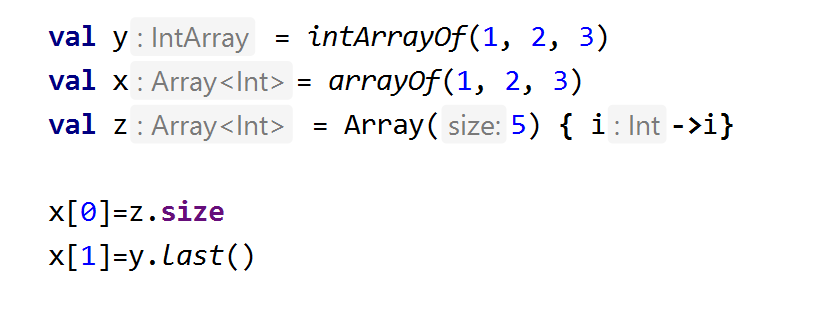 val y: IntArray = intArrayOf(1, 2, 3)
val x: Array<Int> = arrayOf(1, 2, 3)
val z: Array<Int> = Array( size: 5) { i: Int ->i}
x[0]=z.size
x[1]=y.last()